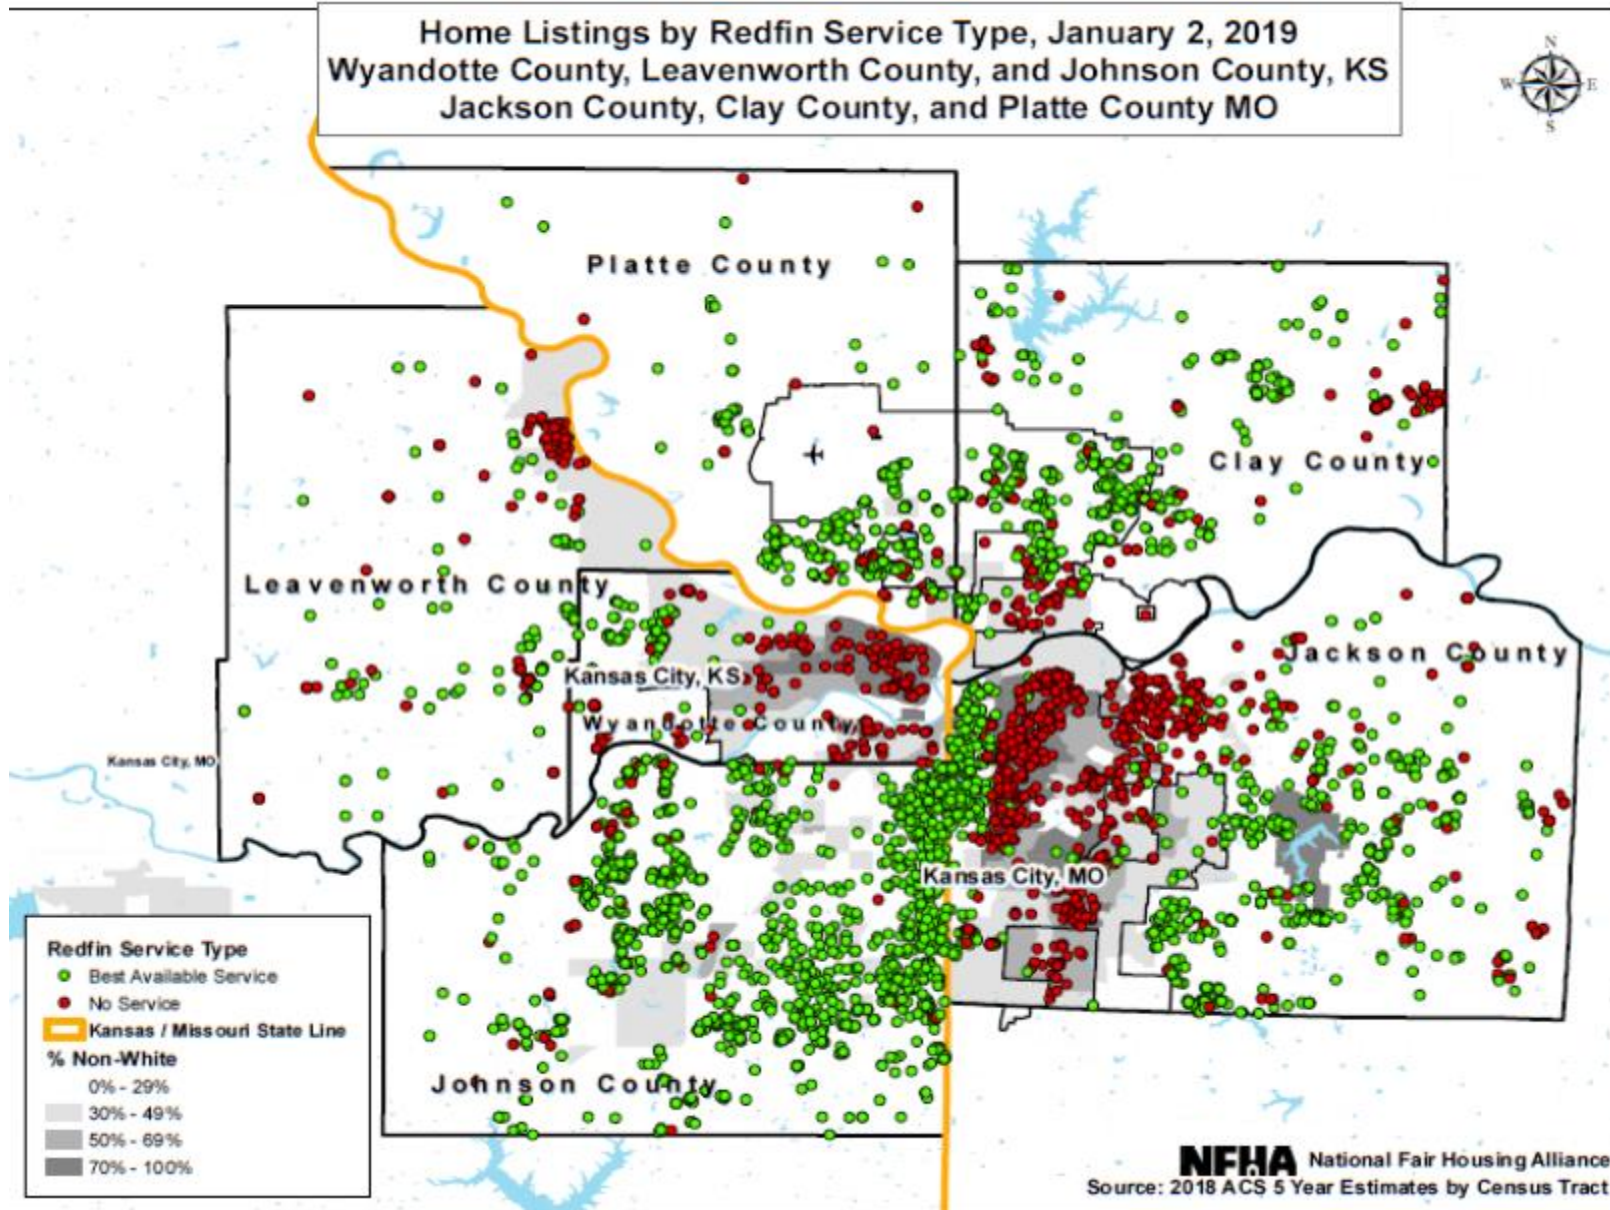 Home Listings by Redfin Service Type, January 2, 2019
Wyandotte County, Leavenworth County, and Johnson County, KS
Jackson County, Clay County, and Platte County MO
N
W E
S
Platte County
Clay County
Leavenworth County
Jackson County
Kansas City, KS
Wyandotte County
Kansas City, MO
Kansas City, MO
Johnson County
Redfin Service Type
Best Available Service
No Service
Kansas / Missouri State Line
% Non-White
0% - 29%
30% - 49%
50% - 69%
70% - 100%
NFHA National Fair Housing Alliance
Source: 2018 ACS 5 Year Estimates by Census Tract